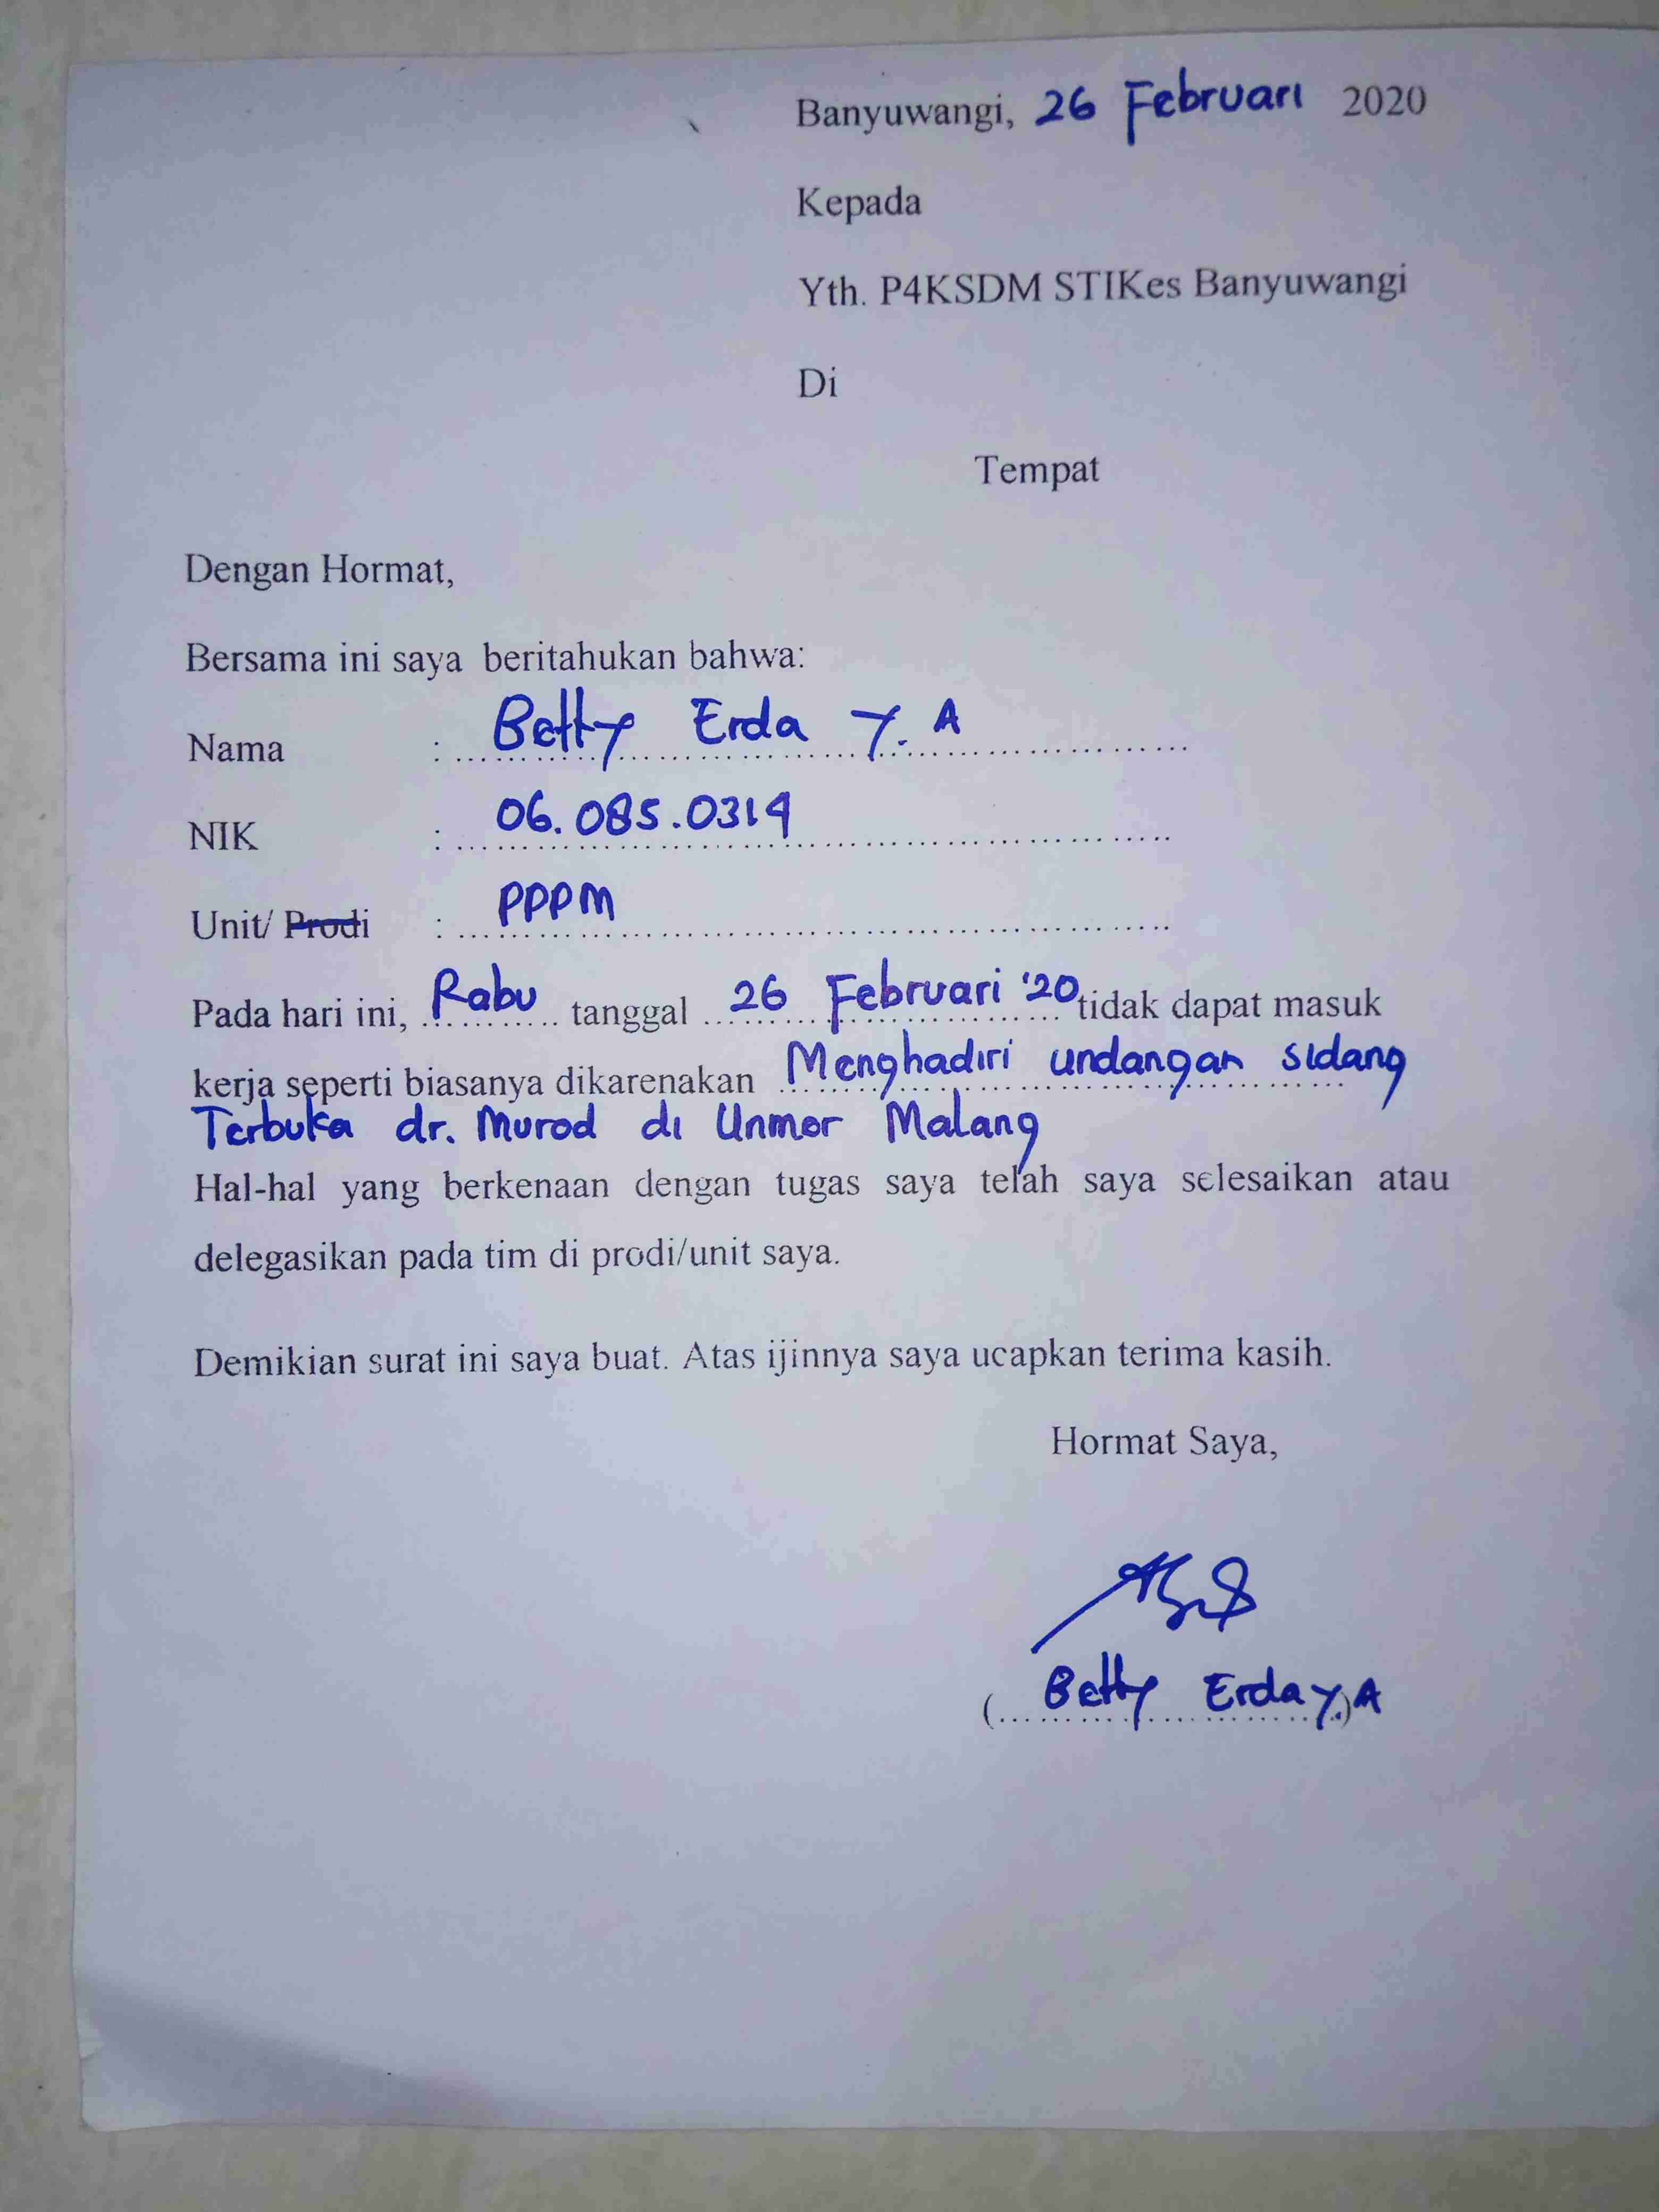 Banyuwangi, 26 Februari 2020
Kepada
Yth. P4KSDM STIKes Banyuwangi
Di
Tempat
Dengan Hormat,
Bersama ini saya beritahukan bahwa:
Nama : Betty Erda Y. A
NIK : 06.085.0319
Unit/ Prodi : PPPM
Pada hari ini, Rabu tanggal 26 Februari '20 tidak dapat masuk
kerja seperti biasanya dikarenakan Menghadiri undangan sidang
Terbuka dr. Murod di Unmer Malang
Hal-hal yang berkenaan dengan tugas saya telah saya selesaikan atau
delegasikan pada tim di prodi/unit saya.
Demikian surat ini saya buat. Atas ijinnya saya ucapkan terima kasih.
Hormat Saya,
(Betty Erda Y.)A